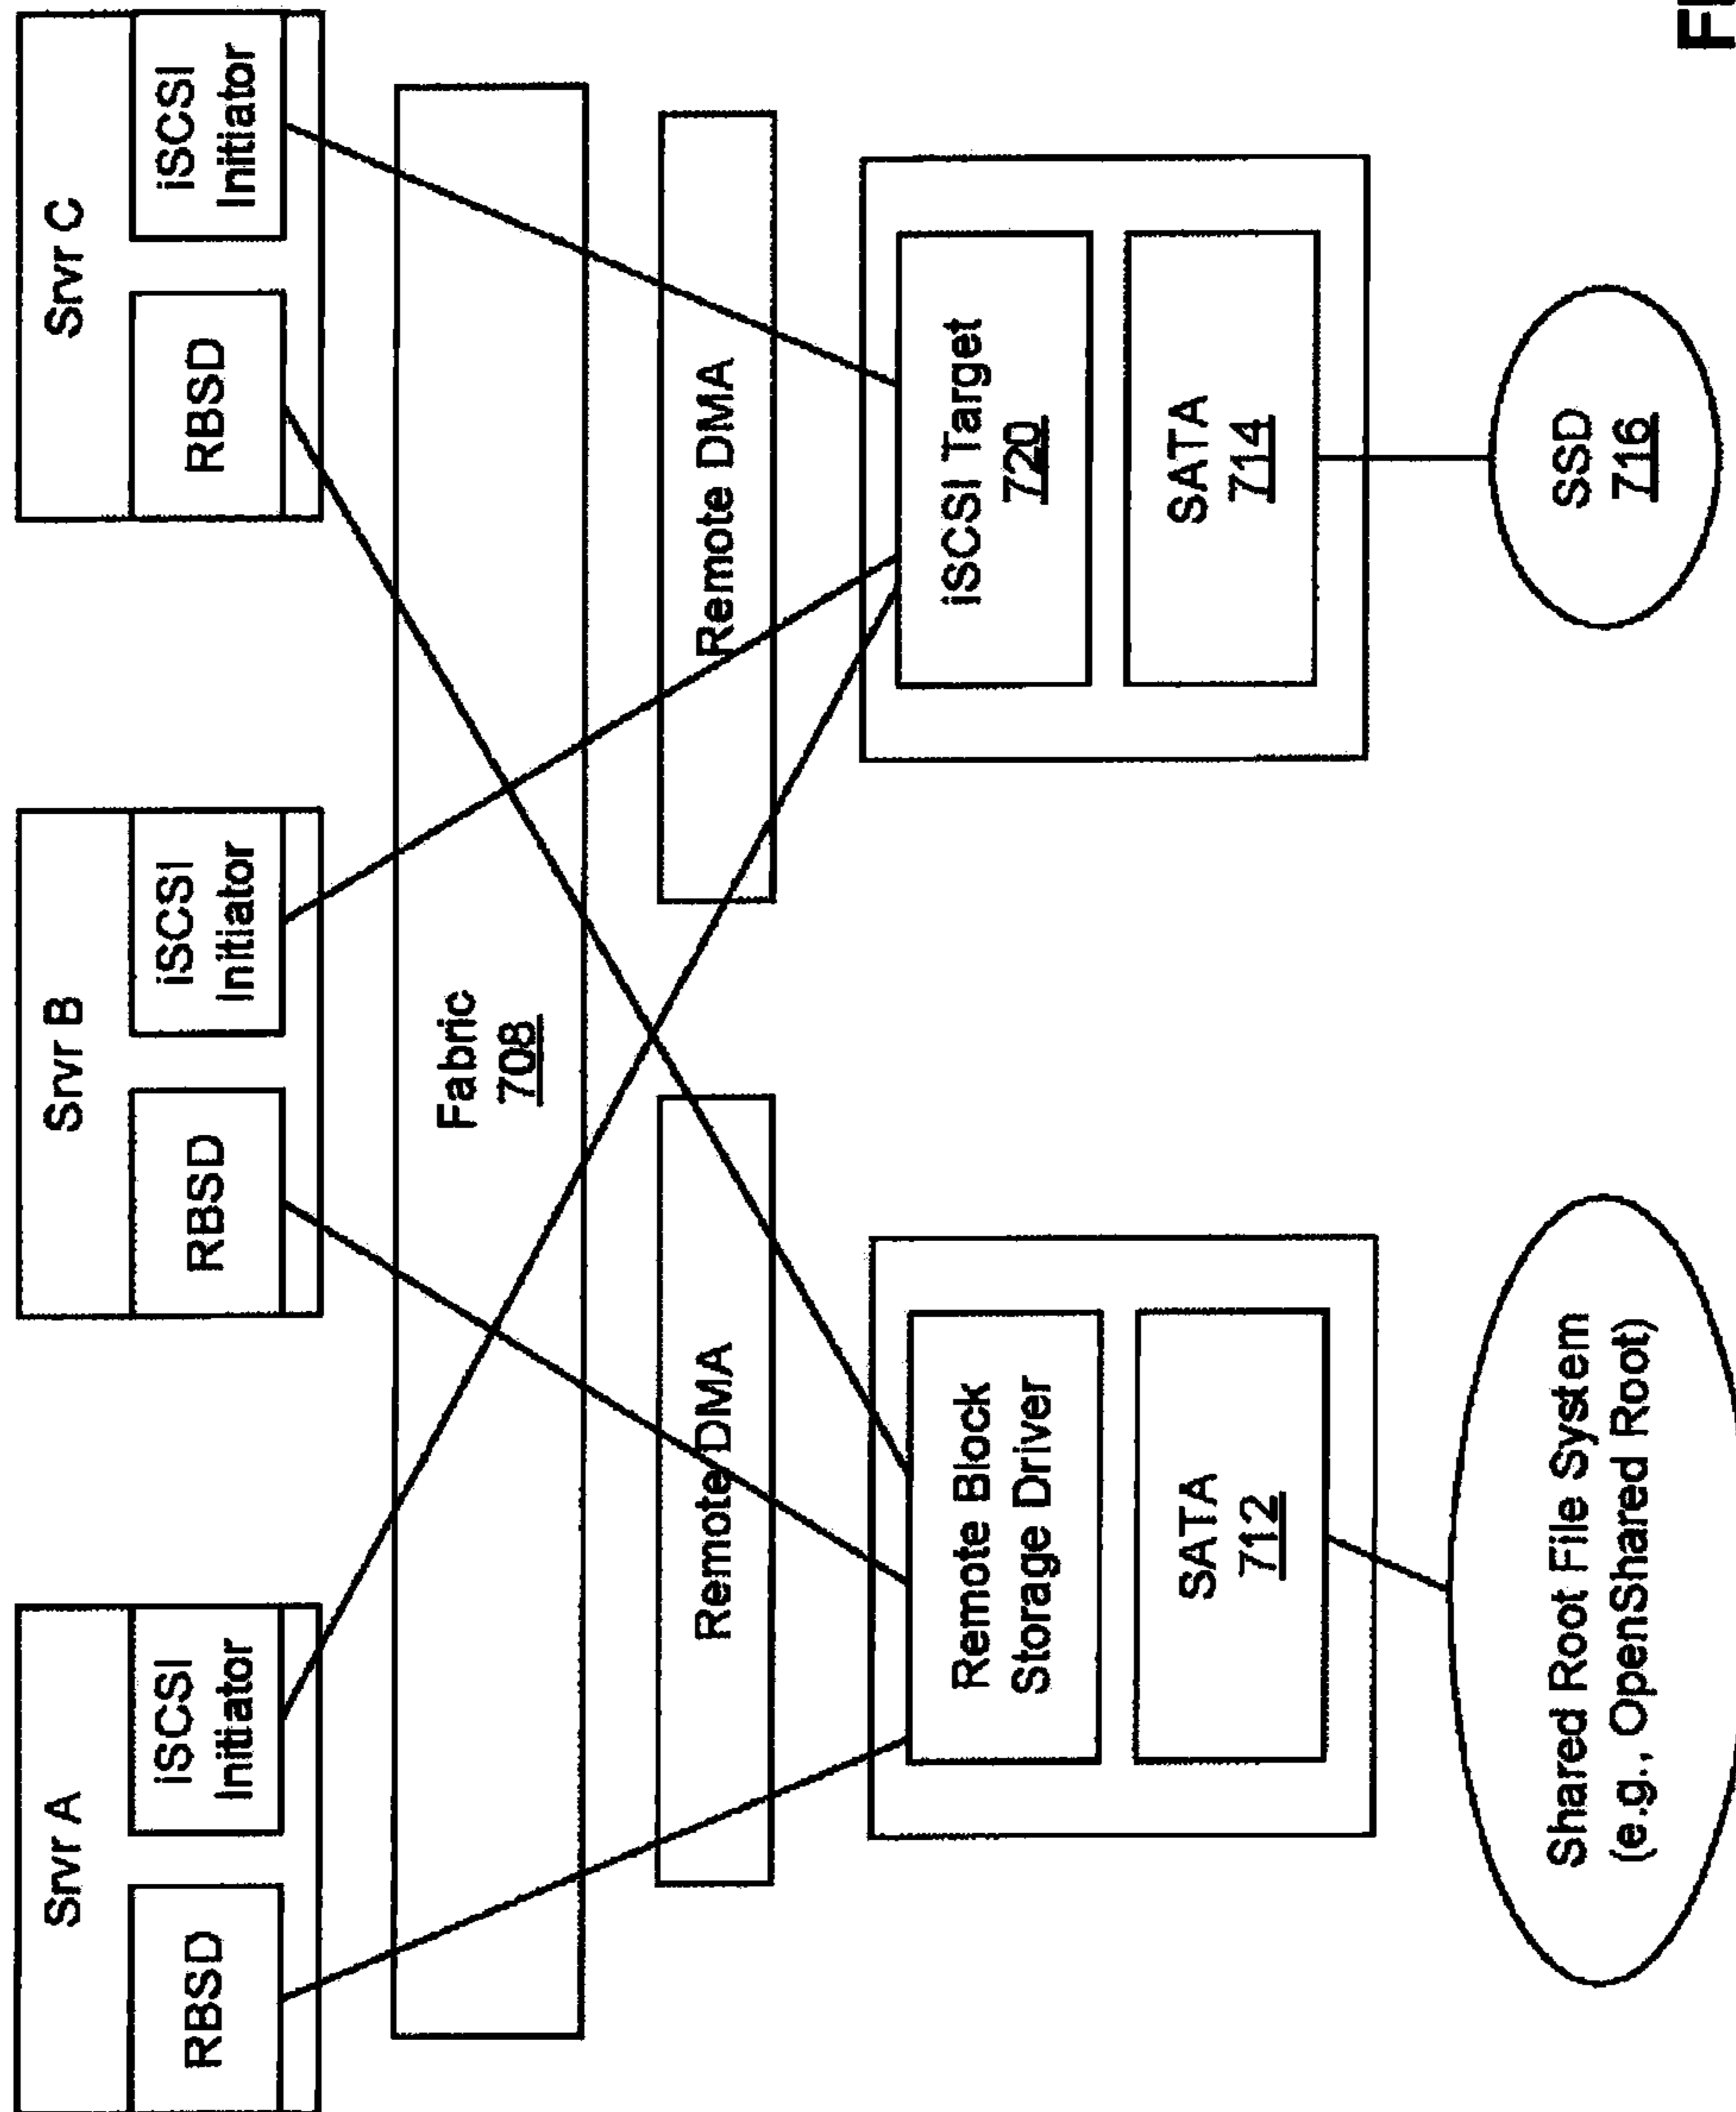 Srvr A
RBSD
iSCSI
Initiator
Srvr B
RBSD
iSCSI
Initiator
Srvr C
RBSD
iSCSI
Initiator
Fabric
708
Remote DMA
Remote DMA
Remote Block
Storage Driver
SATA
712
iSCSI Target
720
SATA
714
Shared Root File System
(e.g., OpenShared Root)
SSD
716